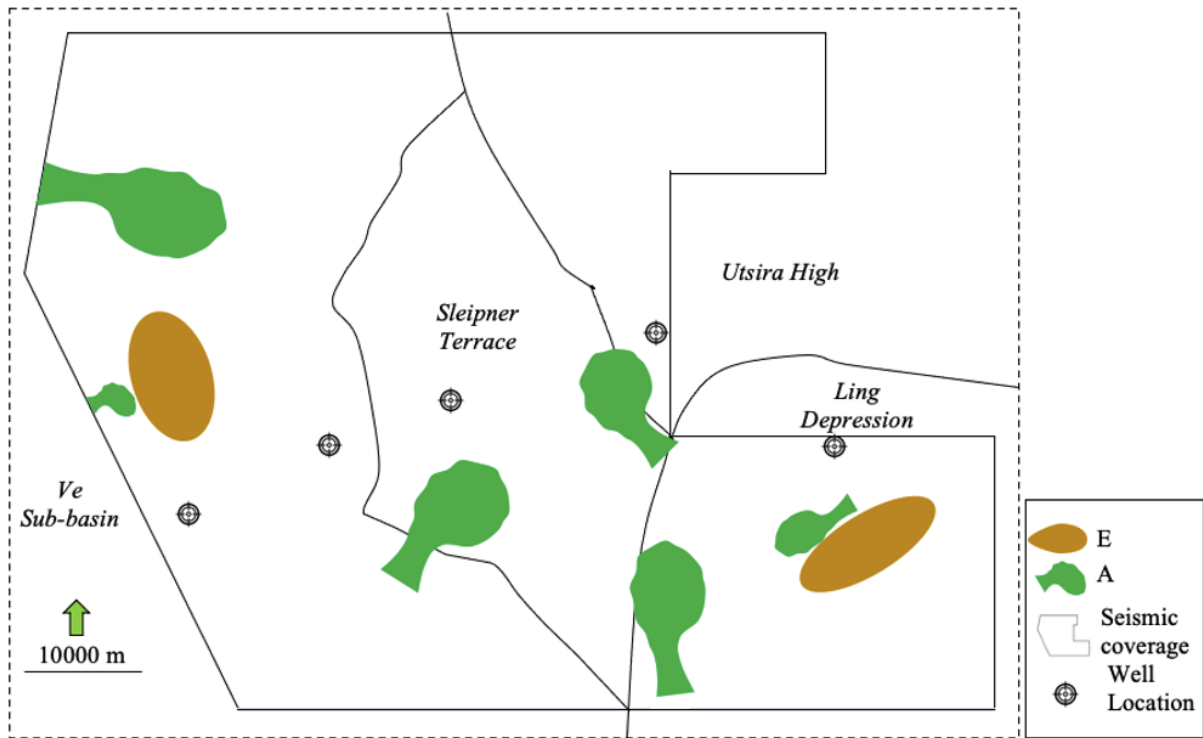 Utsira High
Sleipner
Terrace
Ling
Depression
Ve
Sub-basin
10000 m
E
A
Seismic
coverage
Well
Location